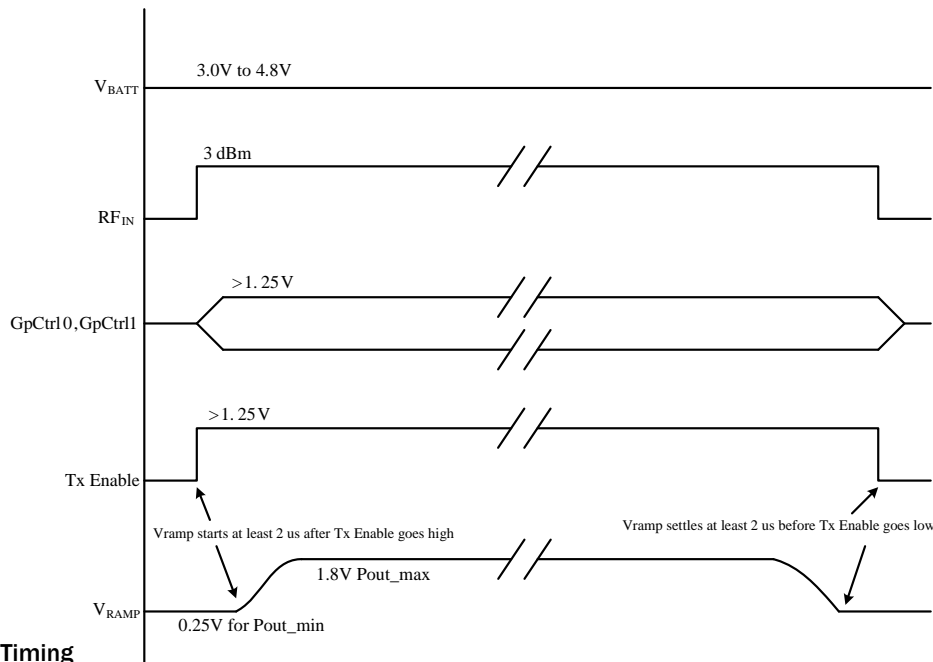 3.0V to 4.8V
VBATT
3 dBm
RFIN
>1.25V
GpCtrl0,GpCtrl1
>1.25V
Tx Enable
Vramp starts at least 2 us after Tx Enable goes high
Vramp settles at least 2 us before Tx Enable goes low
1.8V Pout_max
VRAMP
0.25V for Pout_min
Timing